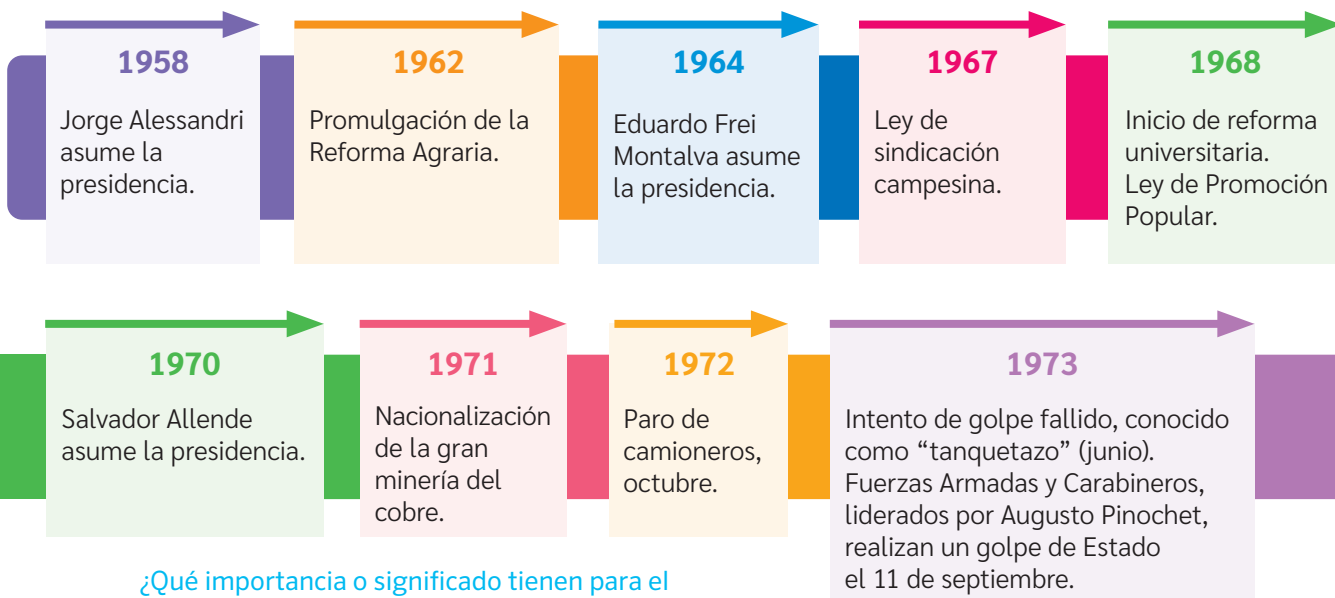 1958
Jorge Alessandri
asume la
presidencia.
1962
Promulgación de la
Reforma Agraria.
1964
Eduardo Frei
Montalva asume
la presidencia.
1967
Ley de
sindicación
campesina.
1968
Inicio de reforma
universitaria.
Ley de Promoción
Popular.
1970
Salvador Allende
asume la presidencia.
1971
Nacionalización
de la gran
minería del
cobre.
1972
Paro de
camioneros,
octubre.
1973
Intento de golpe fallido, conocido
como “tanquetazo” (junio).
Fuerzas Armadas y Carabineros,
liderados por Augusto Pinochet,
realizan un golpe de Estado
el 11 de septiembre.
¿Qué importancia o significado tienen para el